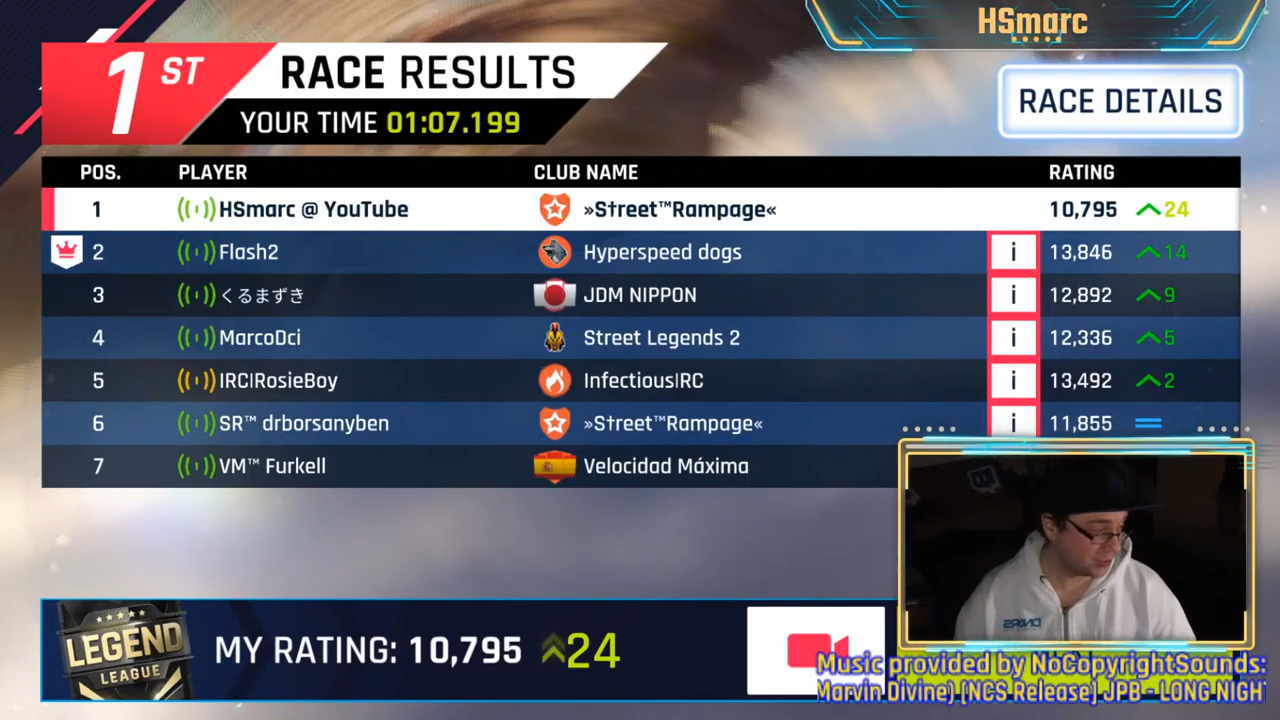 HSmarc
1ST RACE RESULTS
YOUR TIME 01:07.199
RACE DETAILS
POS. PLAYER CLUB NAME RATING
1 HSmarc @ YouTube »S†reet™Rampage« 10,795 24
2 Flash2 Hyperspeed dogs i 13,846 14
3 くるまずき JDM NIPPON i 12,892 9
4 MarcoDci Street Legends 2 i 12,336 5
5 IRC|RosieBoy Infectious|RC i 13,492 2
6 SR™ drborsanyben »S†reet™Rampage« i 11,855
7 VM™ Furkell Velocidad Máxima
LEGEND
LEAGUE
MY RATING: 10,795 24
Music provided by NoCopyrightSounds:
Marvin Divine) [NCS Release] JPB - LONG NIGHT